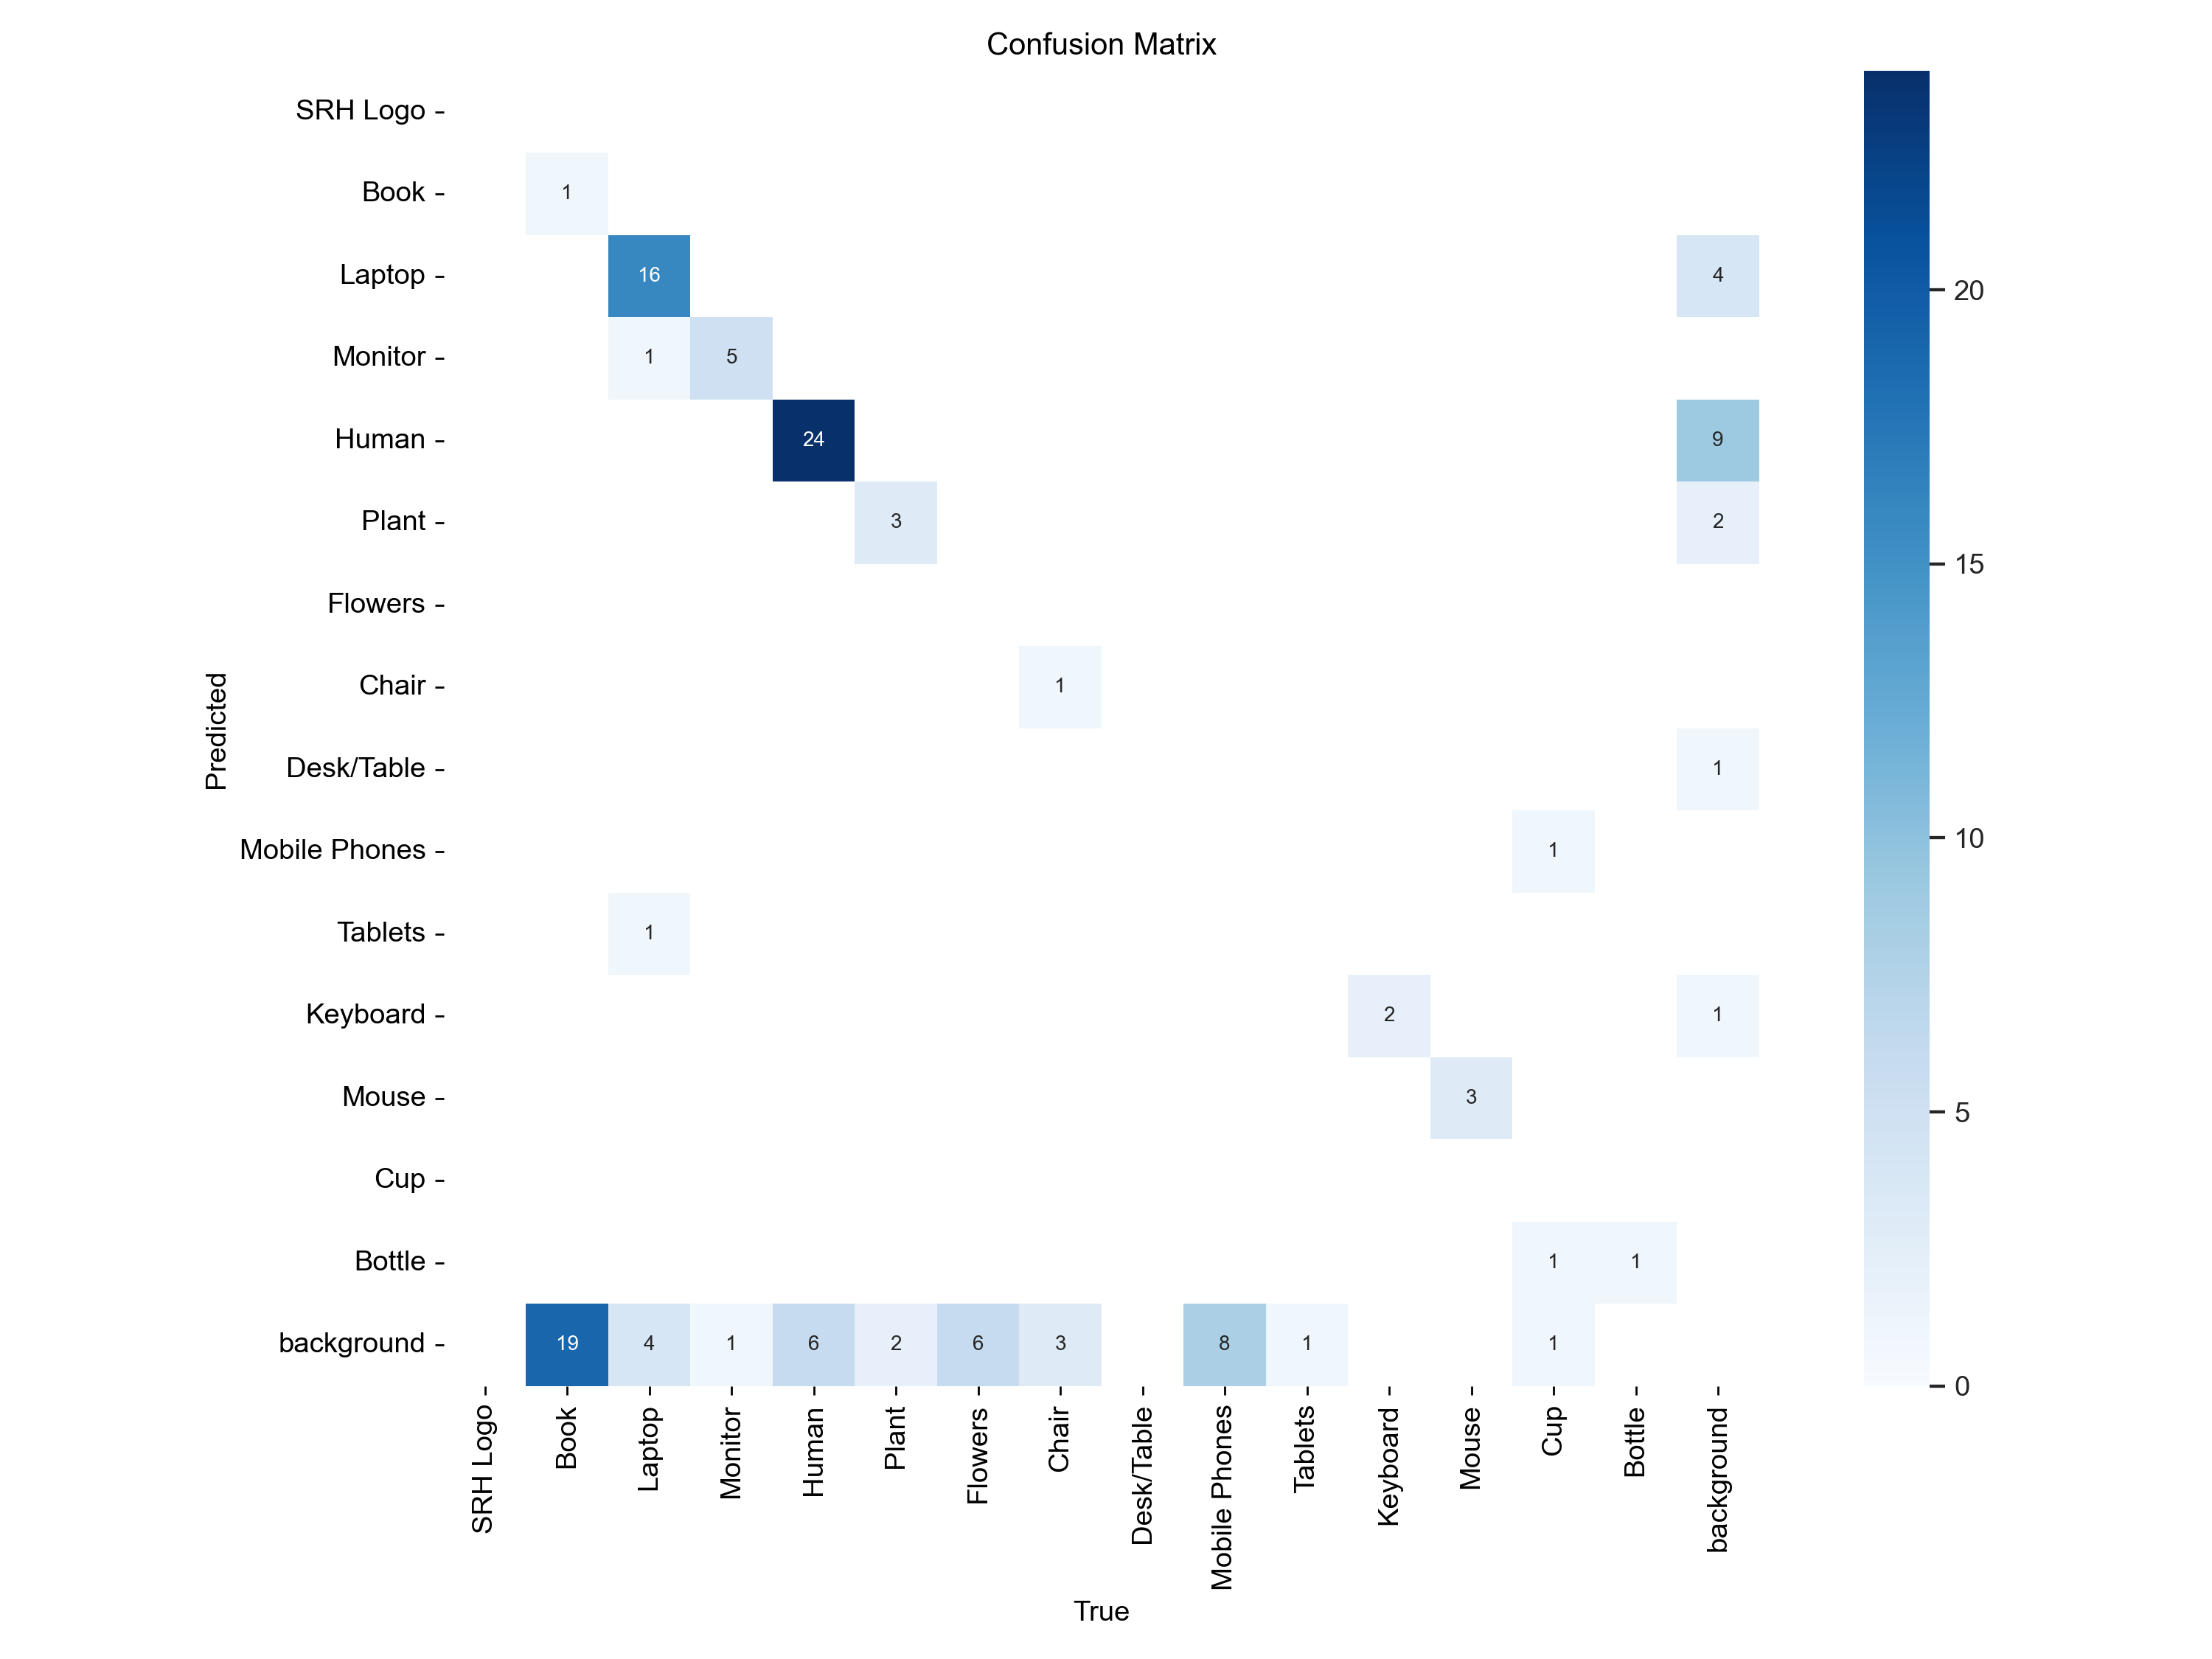 Confusion Matrix
SRH Logo
Book 1
Laptop 16 4
Monitor 1 5
Human 24 9
Plant 3 2
Flowers
Chair 1
Desk/Table 1
Mobile Phones 1
Tablets 1
Keyboard 2 1
Mouse 3
Cup
Bottle 1 1
background 19 4 1 6 2 6 3 8 1 1
Predicted
SRH Logo
Book
Laptop
Monitor
Human
Plant
Flowers
Chair
Desk/Table
Mobile Phones
Tablets
Keyboard
Mouse
Cup
Bottle
background
True
20
15
10
5
0